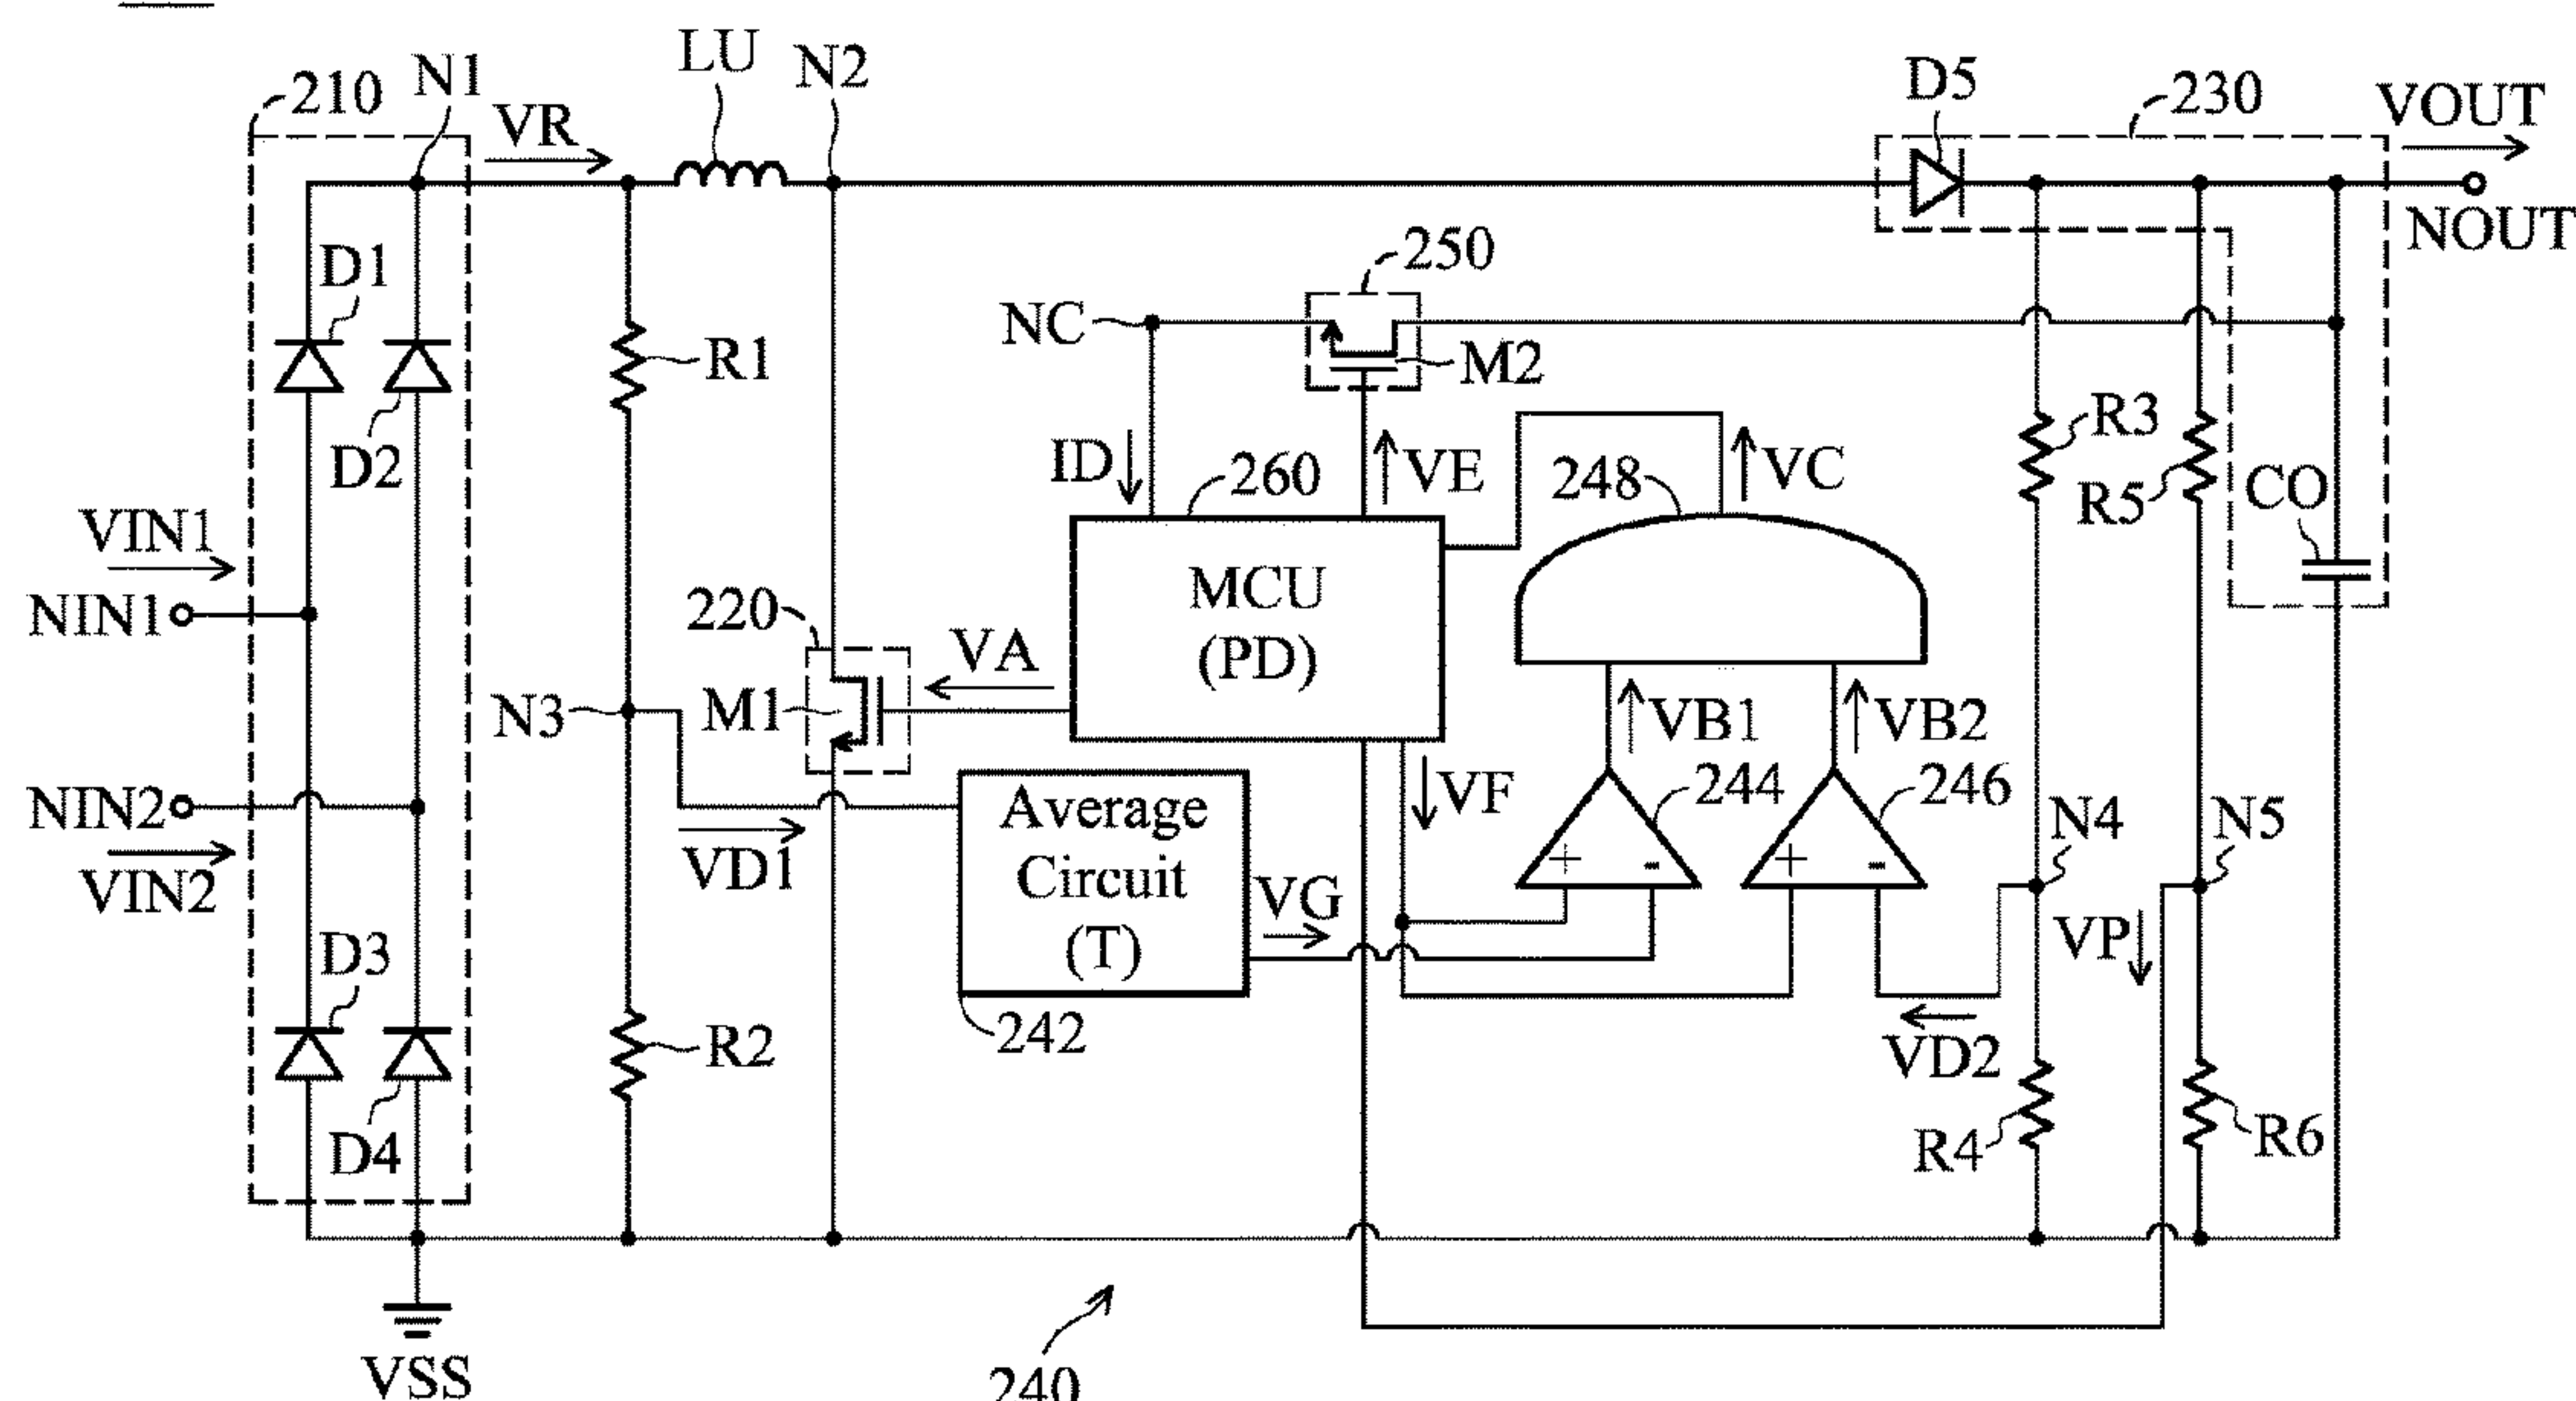 LU
N2
N1
D5
210
230
VOUT
VR
NOUT
250
D1
NC
R1
M2
R3
D2
ID
260
VE
248
VC
R5
CO
VIN1
MCU
(PD)
NIN1
220
VA
N3
M1
VB1
VB2
NIN2
VF
244
246
N4
N5
Average
Circuit
(T)
VD1
VIN2
+
-
+
-
VG
VP
D3
242
R2
VD2
D4
R4
R6
VSS
240